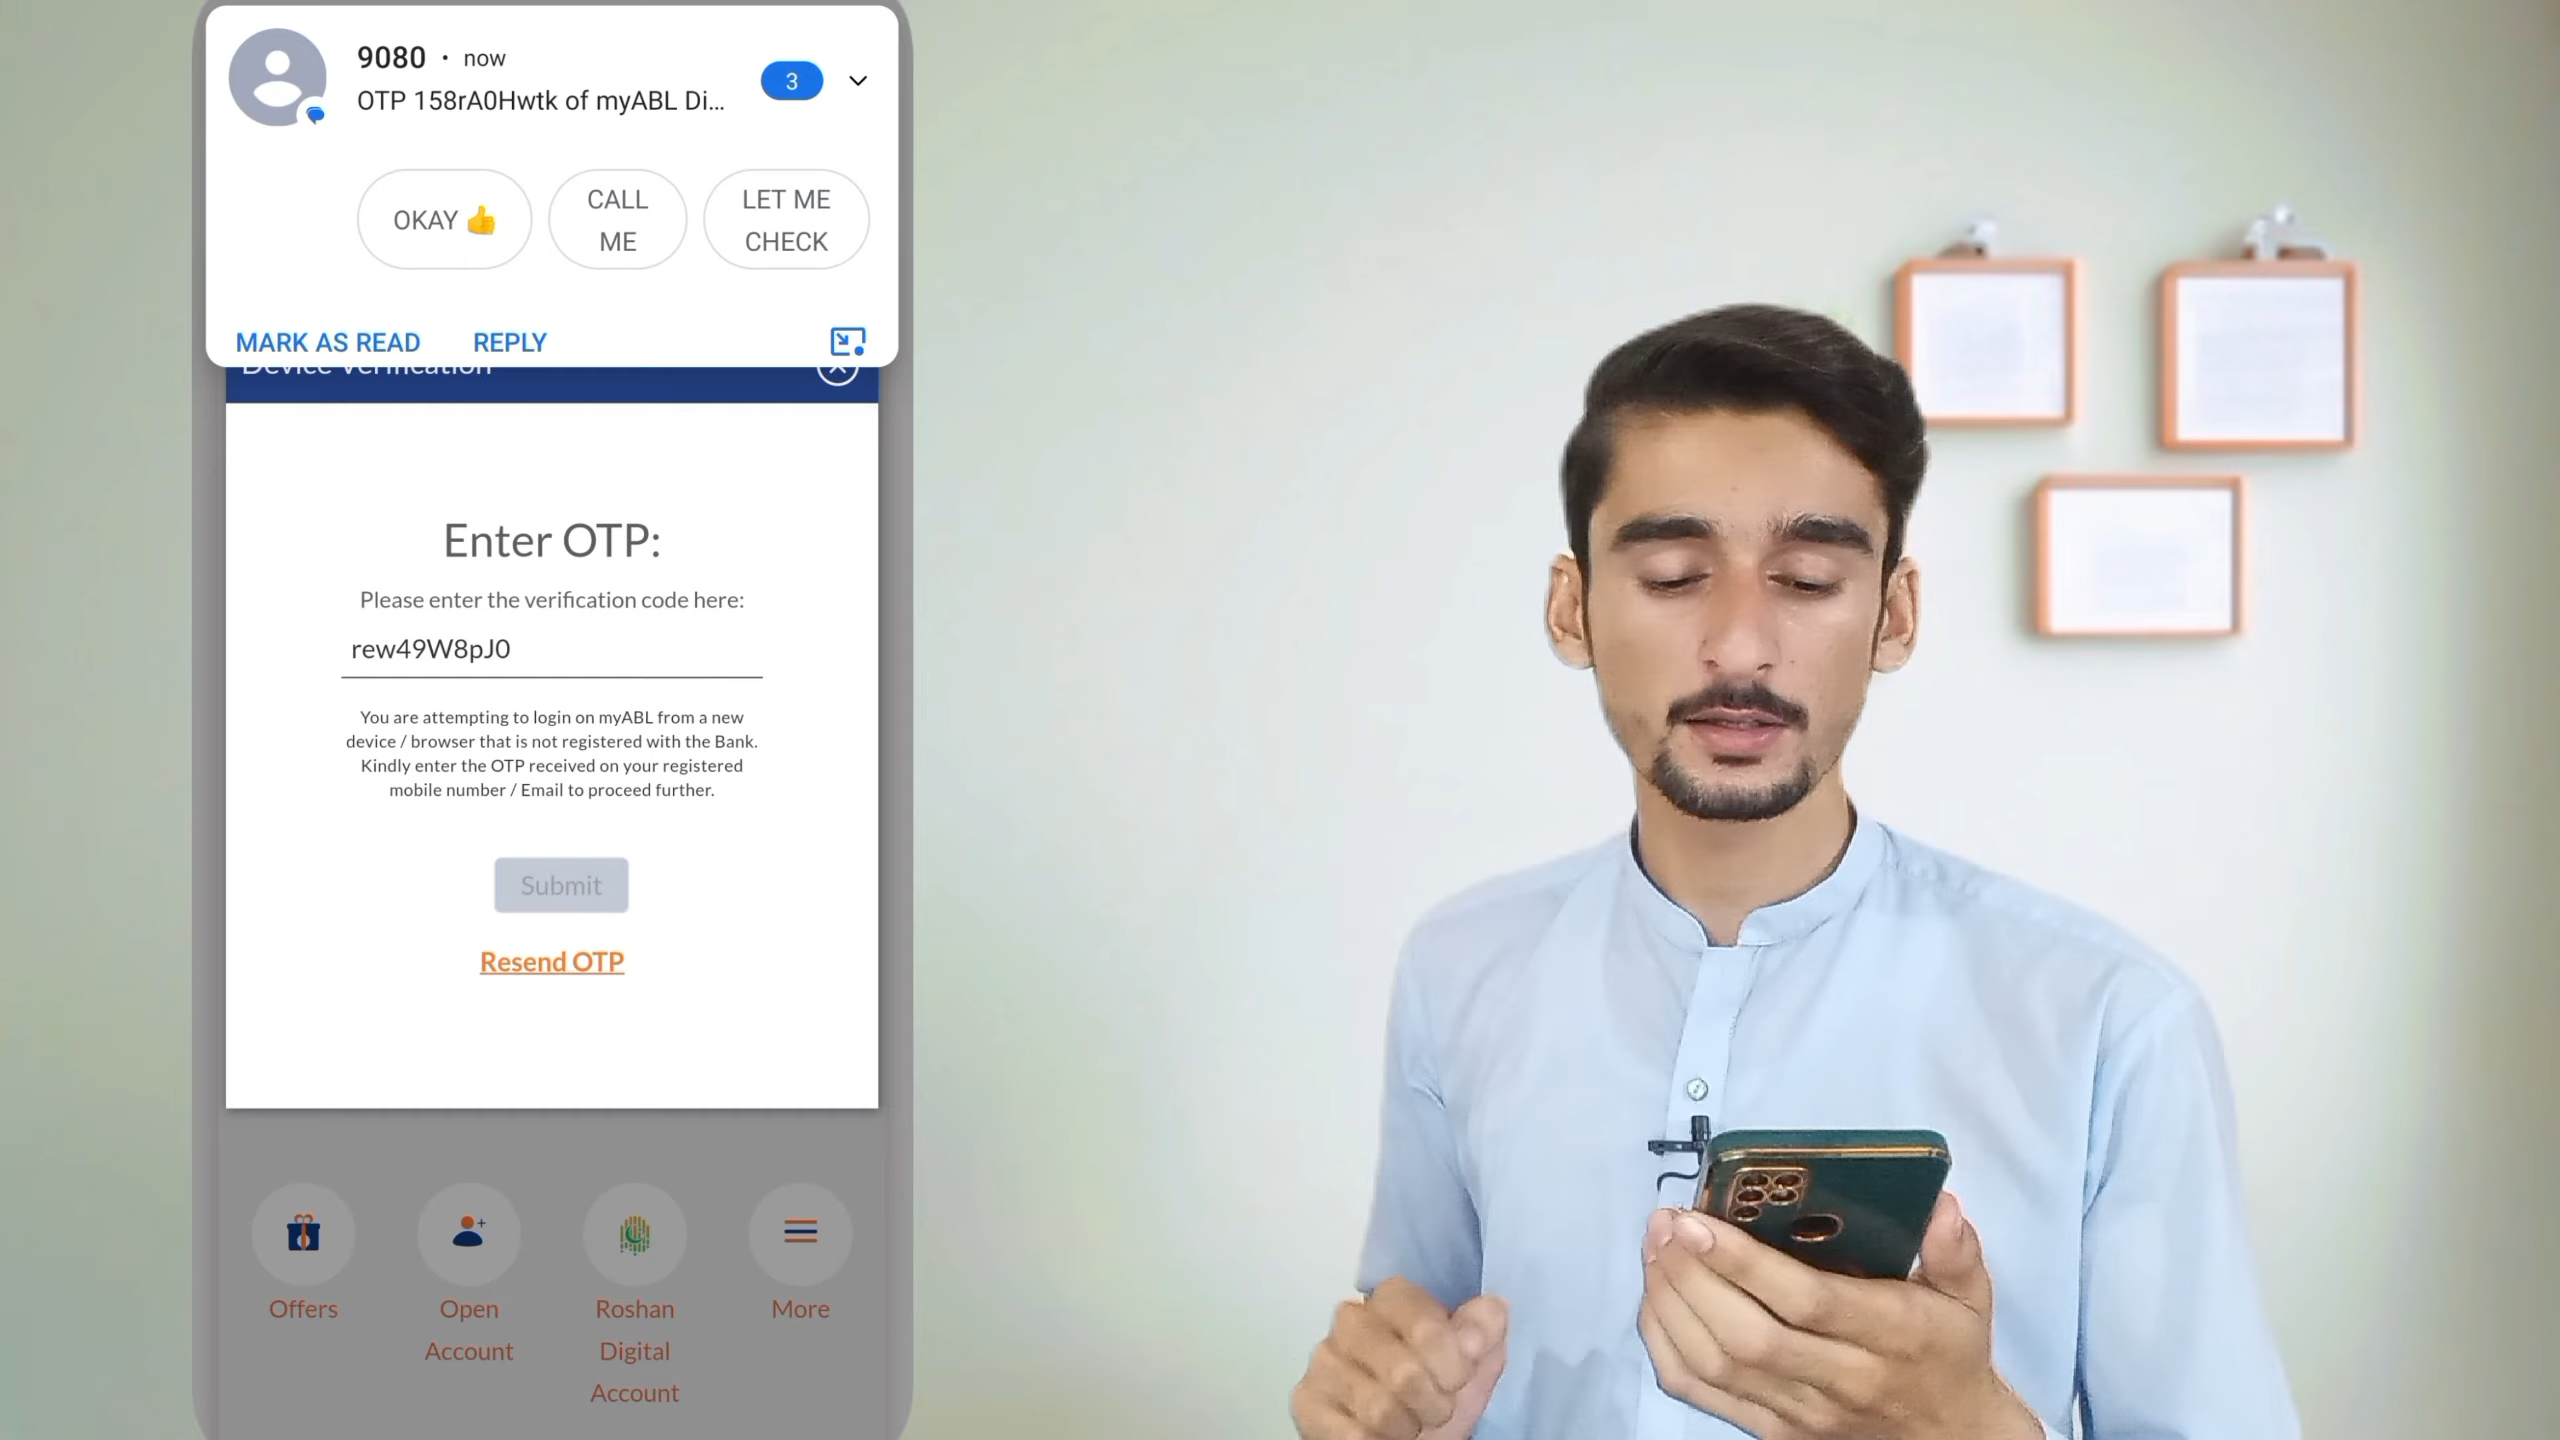 9080 • now
OTP 158rA0Hwtk of myABL Di...
3
OKAY 👍
CALL
ME
LET ME
CHECK
MARK AS READ REPLY
Device Verification
Enter OTP:
Please enter the verification code here:
rew49W8pJ0
You are attempting to login on myABL from a new
device / browser that is not registered with the Bank.
Kindly enter the OTP received on your registered
mobile number / Email to proceed further.
Submit
Resend OTP
Offers
Open
Account
Roshan
Digital
Account
More